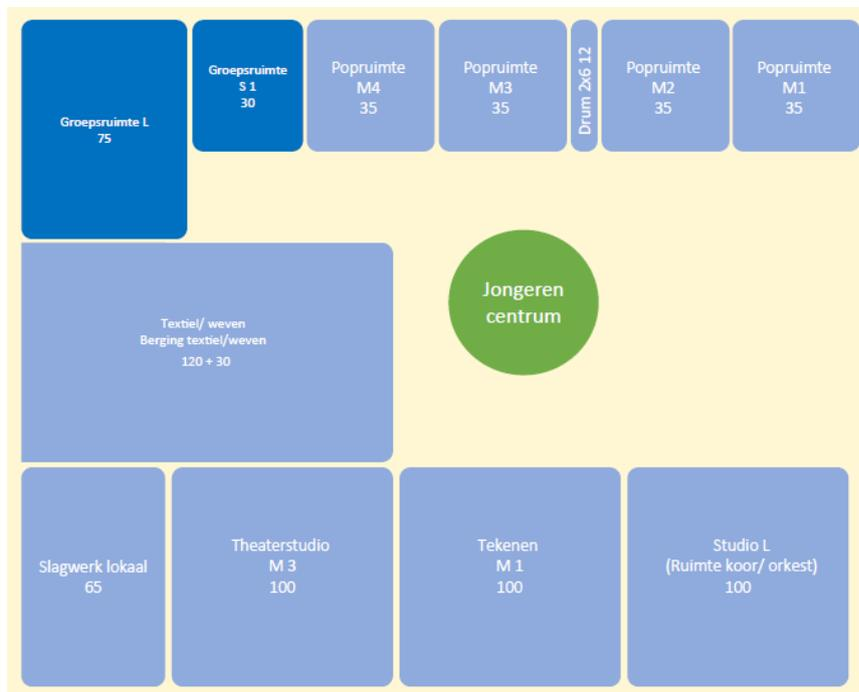 Groepsruimte L
75
Groepsruimte
S 1
30
Popruimte
M4
35
Popruimte
M3
35
Drum 2x6 12
Popruimte
M2
35
Popruimte
M1
35
Textiel/ weven
Berging textiel/weven
120 + 30
Jongeren
centrum
Slagwerk lokaal
65
Theaterstudio
M 3
100
Tekenen
M 1
100
Studio L
(Ruimte koor/ orkest)
100